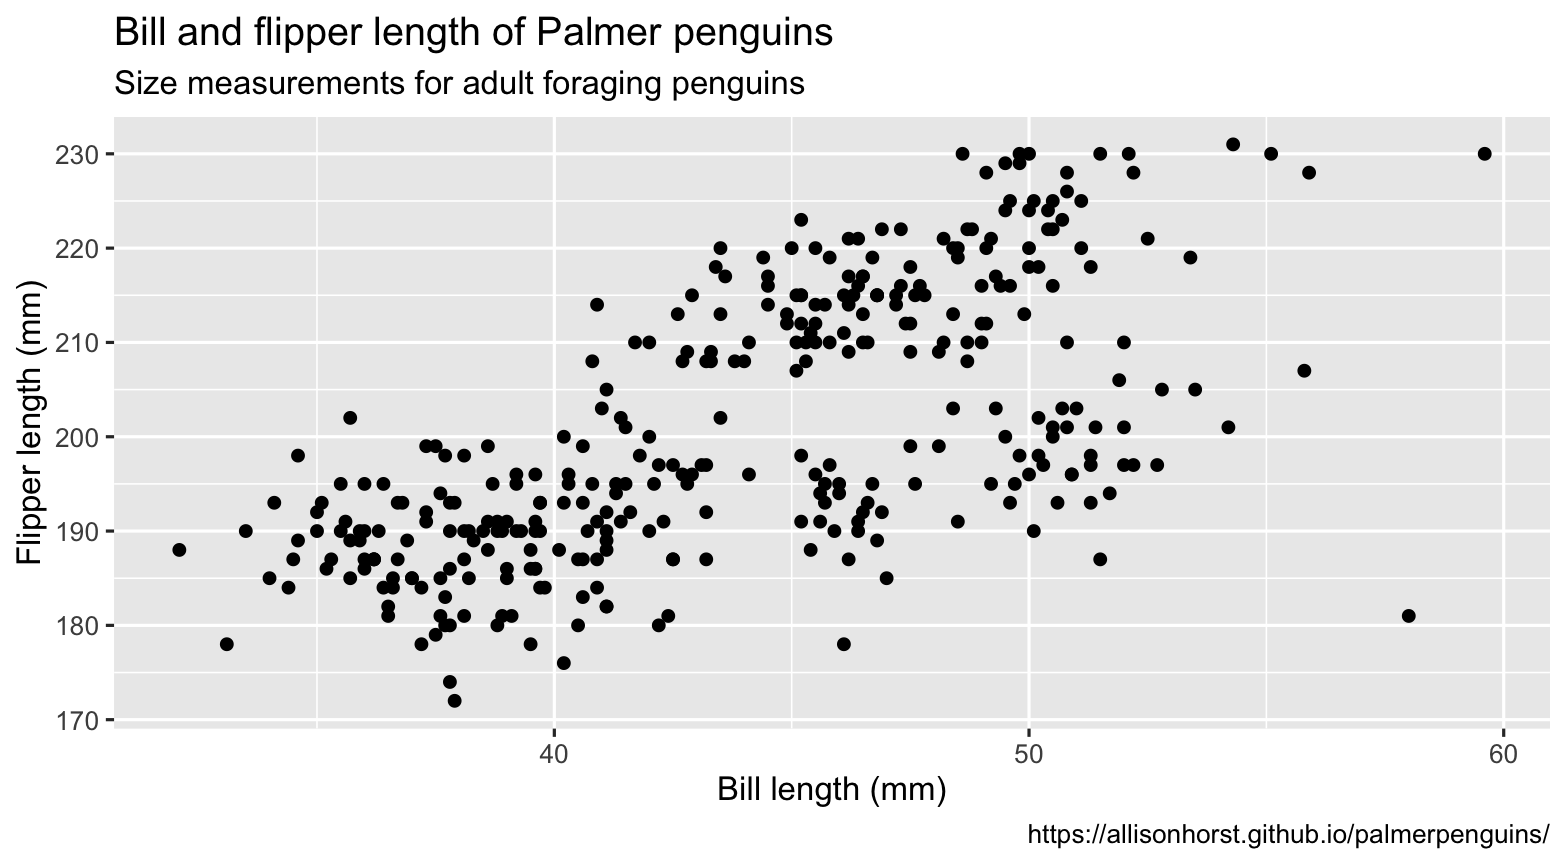 Bill and flipper length of Palmer penguins
Size measurements for adult foraging penguins
Flipper length (mm)
230
220
210
200
190
180
170
40 50 60
Bill length (mm)
https://allisonhorst.github.io/palmerpenguins/